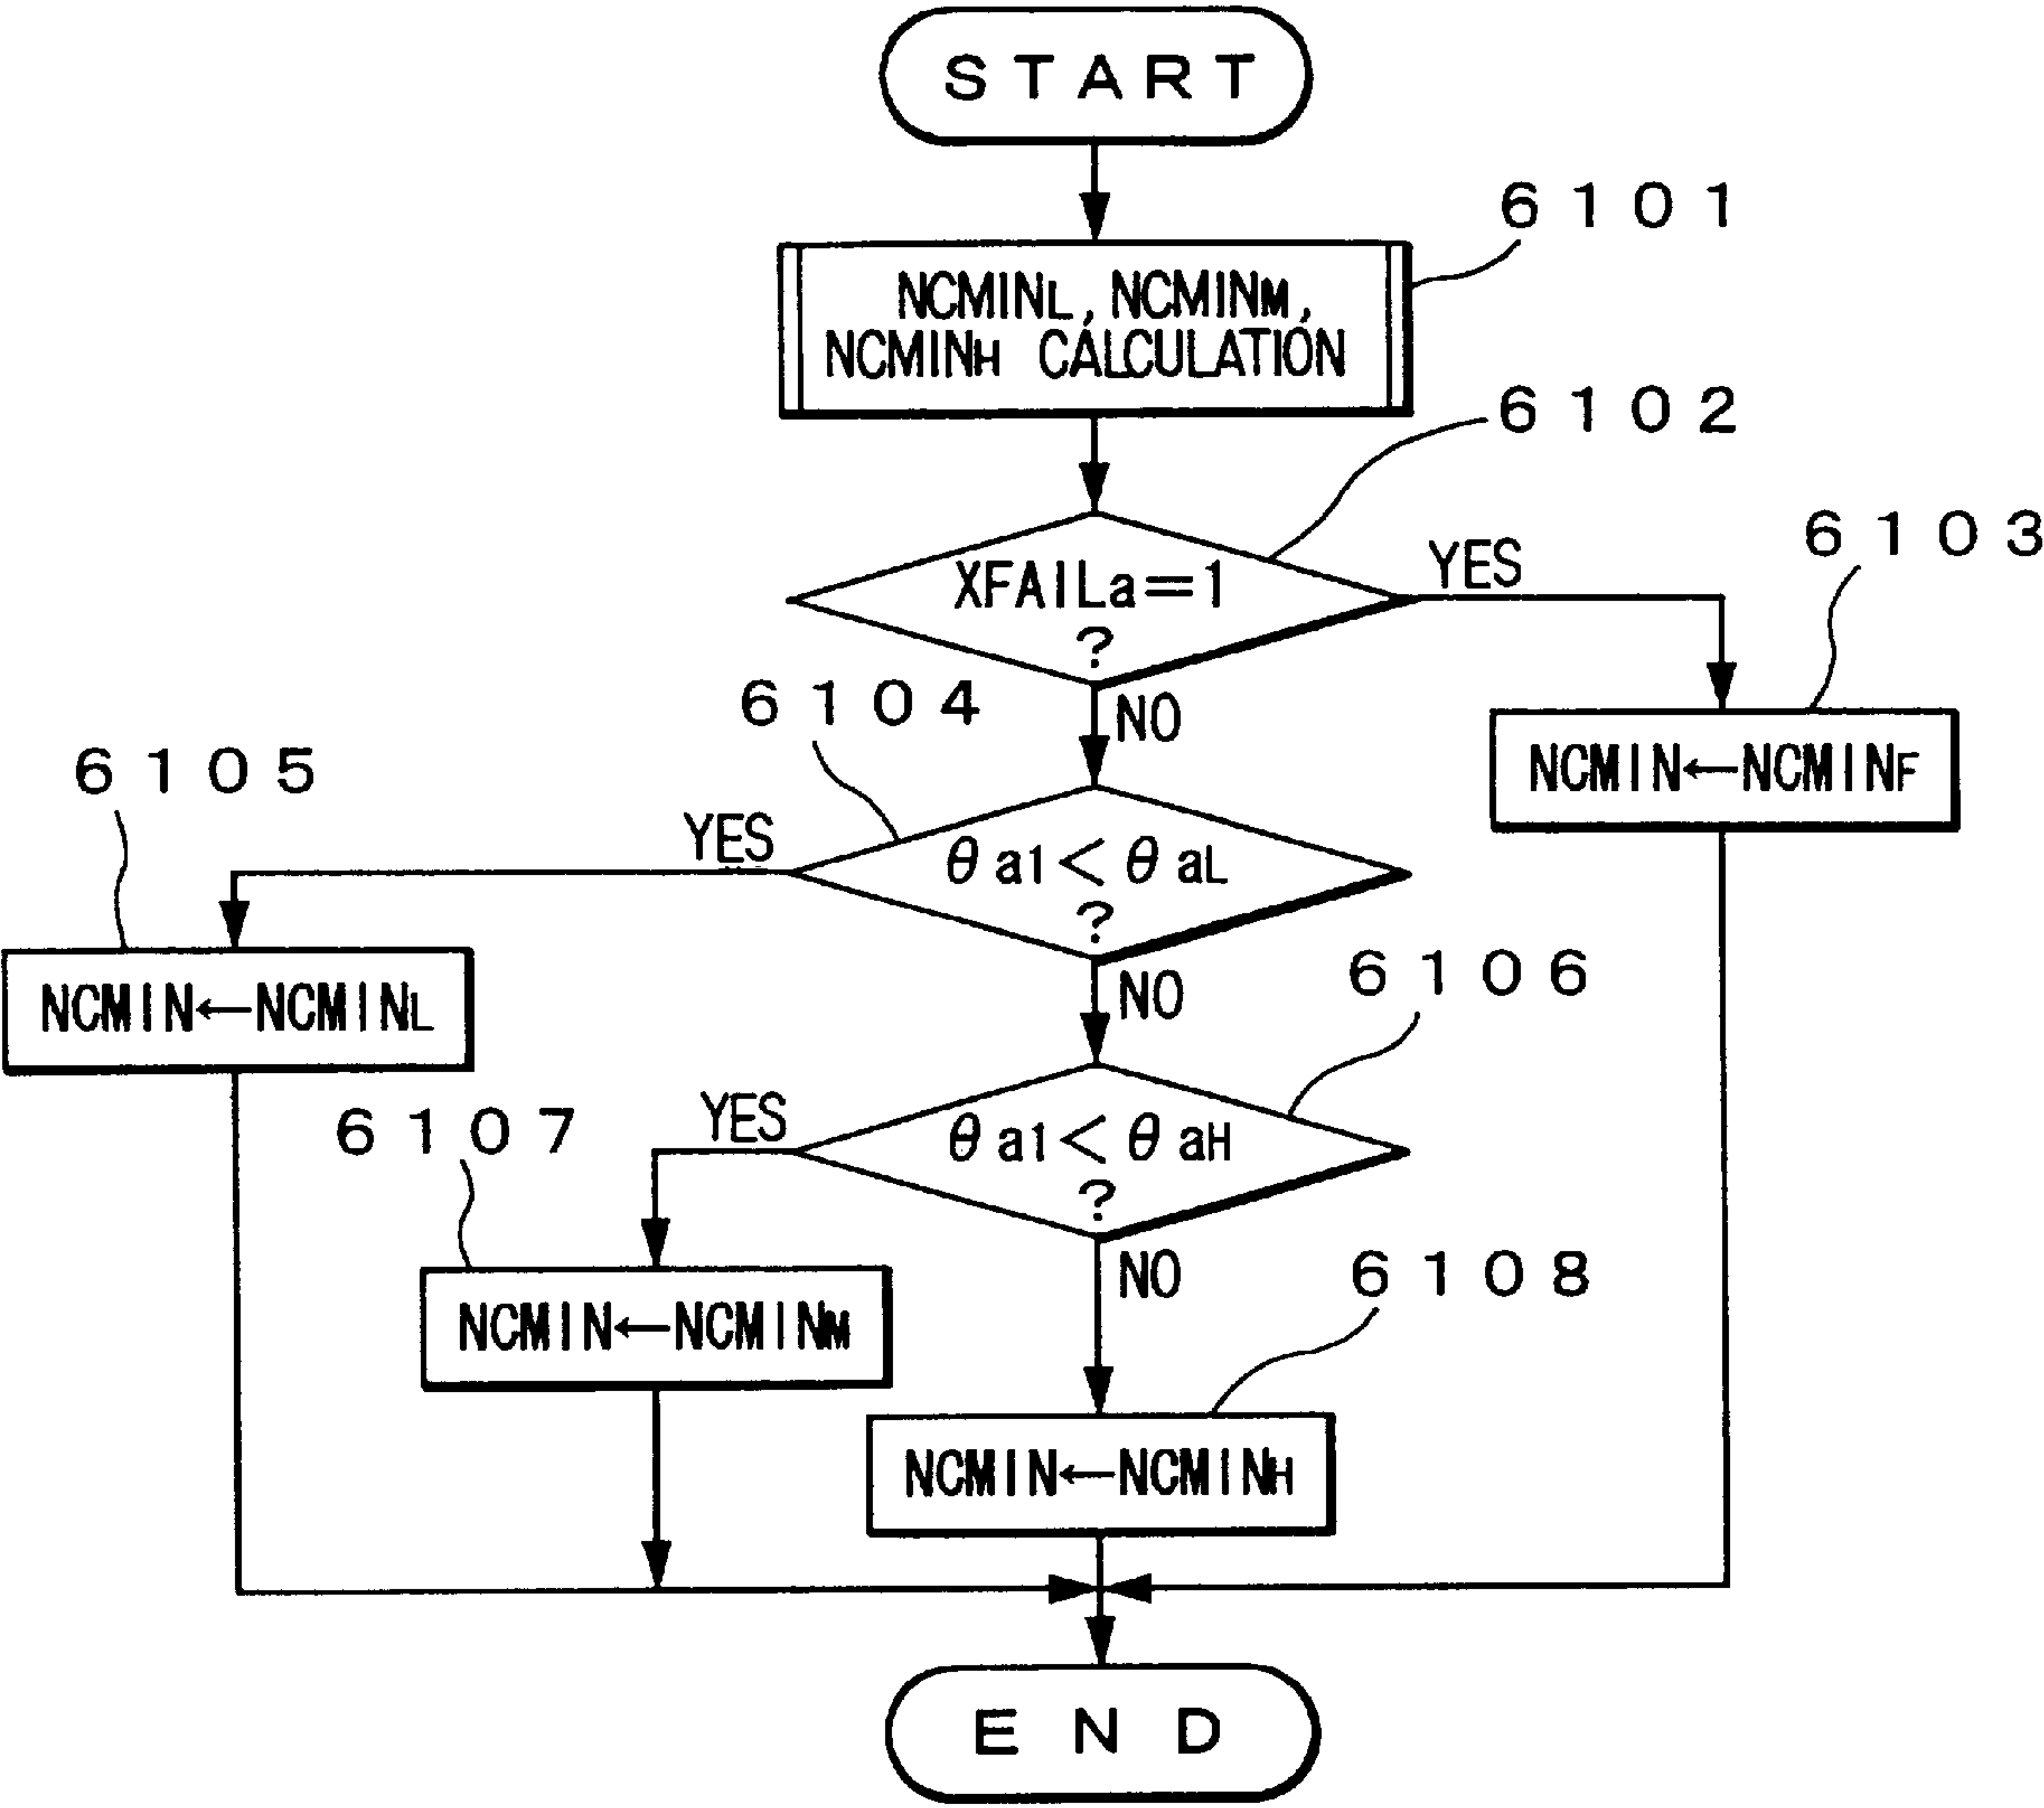 START
6101
NCMINL, NCMINM,
NCMINH CALCULATION
6102
XFAILa=1
?
YES
6103
NO
NCMIN←NCMINF
6104
θa1<θaL
?
YES
6105
NO
NCMIN←NCMINL
6106
θa1<θaH
?
YES
6107
NO
NCMIN←NCMINM
6108
NCMIN←NCMINH
END